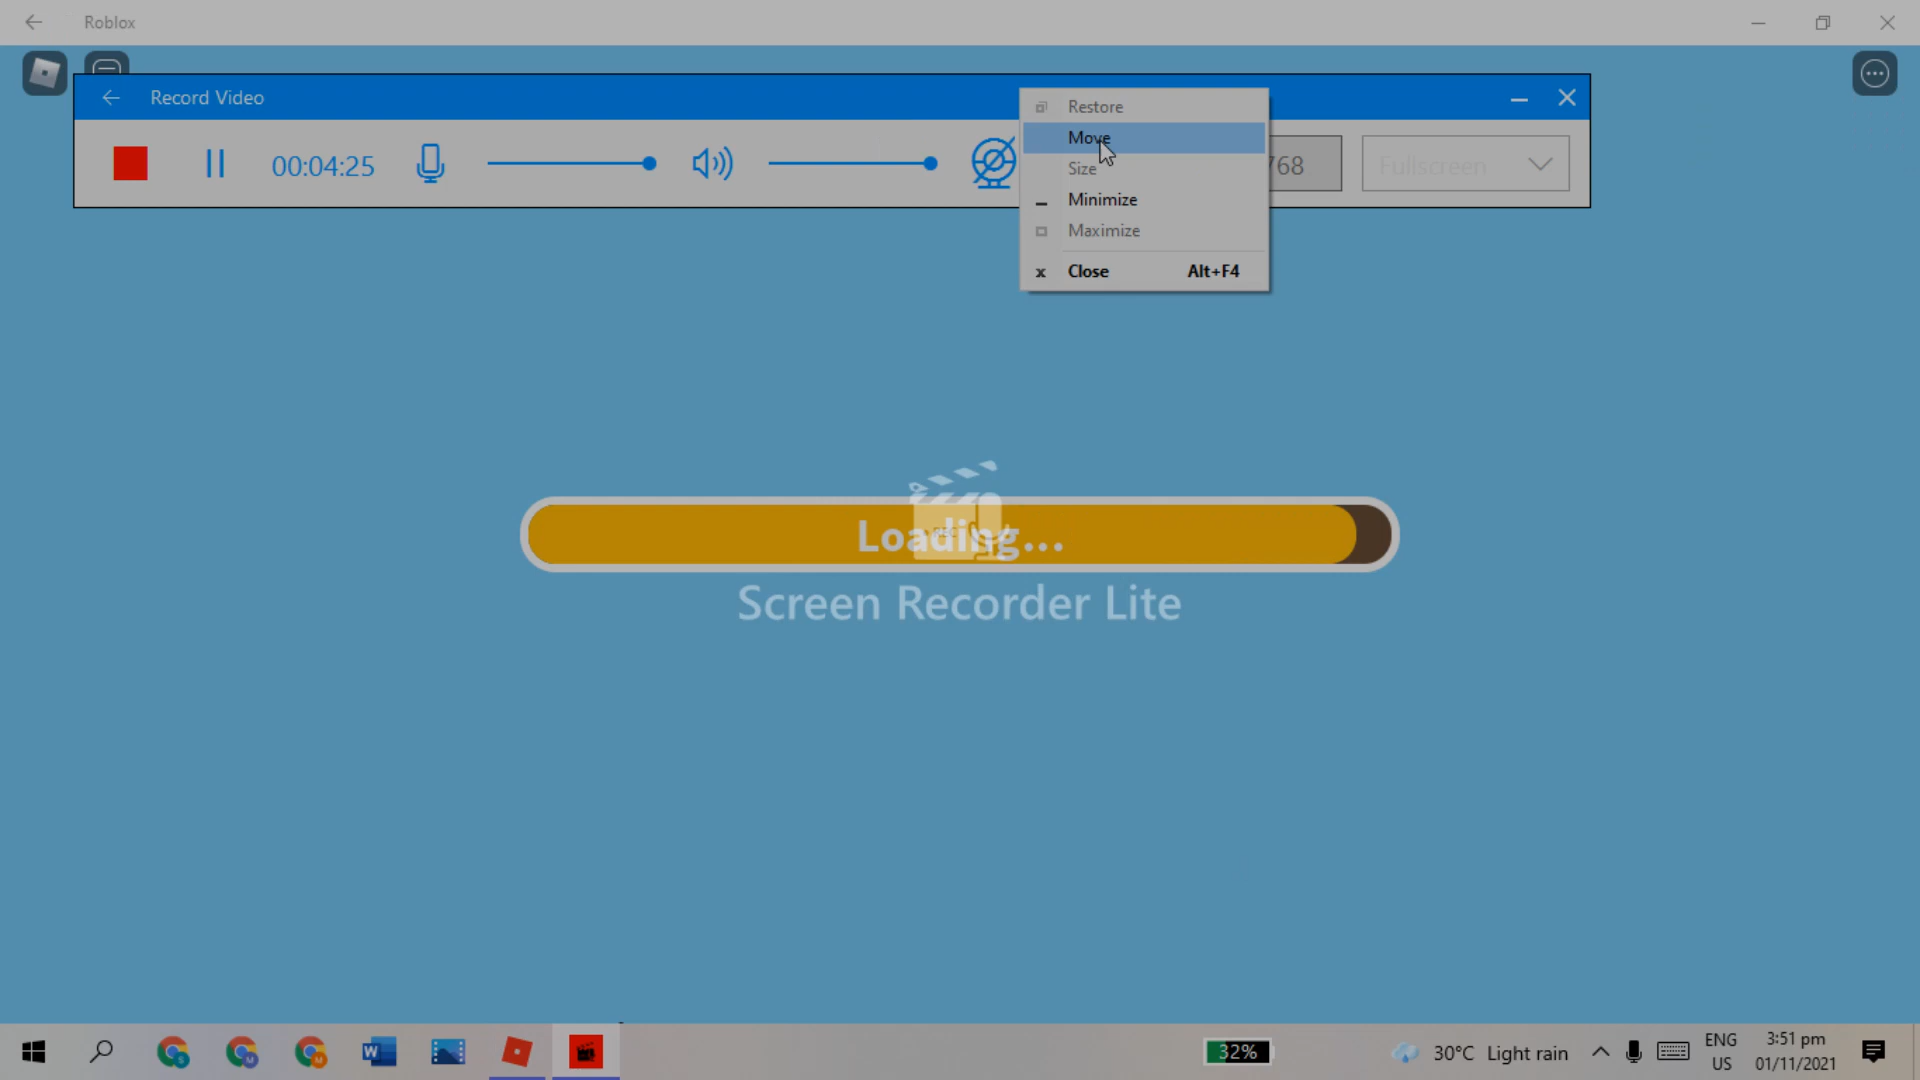 Roblox
Record Video
00:04:25
768
Fullscreen
Restore
Move
Size
Minimize
Maximize
x Close Alt+F4
Loading...
REC
Screen Recorder Lite
32%
30°C Light rain
ENG
US
3:51 pm
01/11/2021